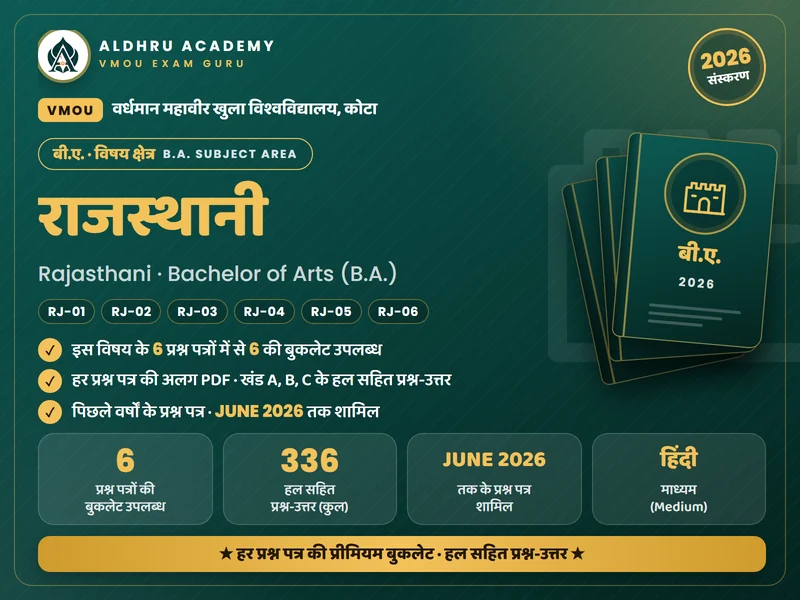 ALDHRU ACADEMY
VMOU EXAM GURU
2026
संस्करण
VMOU वर्धमान महावीर खुला विश्वविद्यालय, कोटा
बी.ए. · विषय क्षेत्र B.A. SUBJECT AREA
राजस्थानी
Rajasthani · Bachelor of Arts (B.A.)
RJ-01 RJ-02 RJ-03 RJ-04 RJ-05 RJ-06
बी.ए.
2026
✓ इस विषय के 6 प्रश्न पत्रों में से 6 की बुकलेट उपलब्ध
✓ हर प्रश्न पत्र की अलग PDF · खंड A, B, C के हल सहित प्रश्न-उत्तर
✓ पिछले वर्षों के प्रश्न पत्र · JUNE 2026 तक शामिल
6
प्रश्न पत्रों की
बुकलेट उपलब्ध
336
हल सहित
प्रश्न-उत्तर (कुल)
JUNE 2026
तक के प्रश्न पत्र
शामिल
हिंदी
माध्यम
(Medium)
★ हर प्रश्न पत्र की प्रीमियम बुकलेट · हल सहित प्रश्न-उत्तर ★